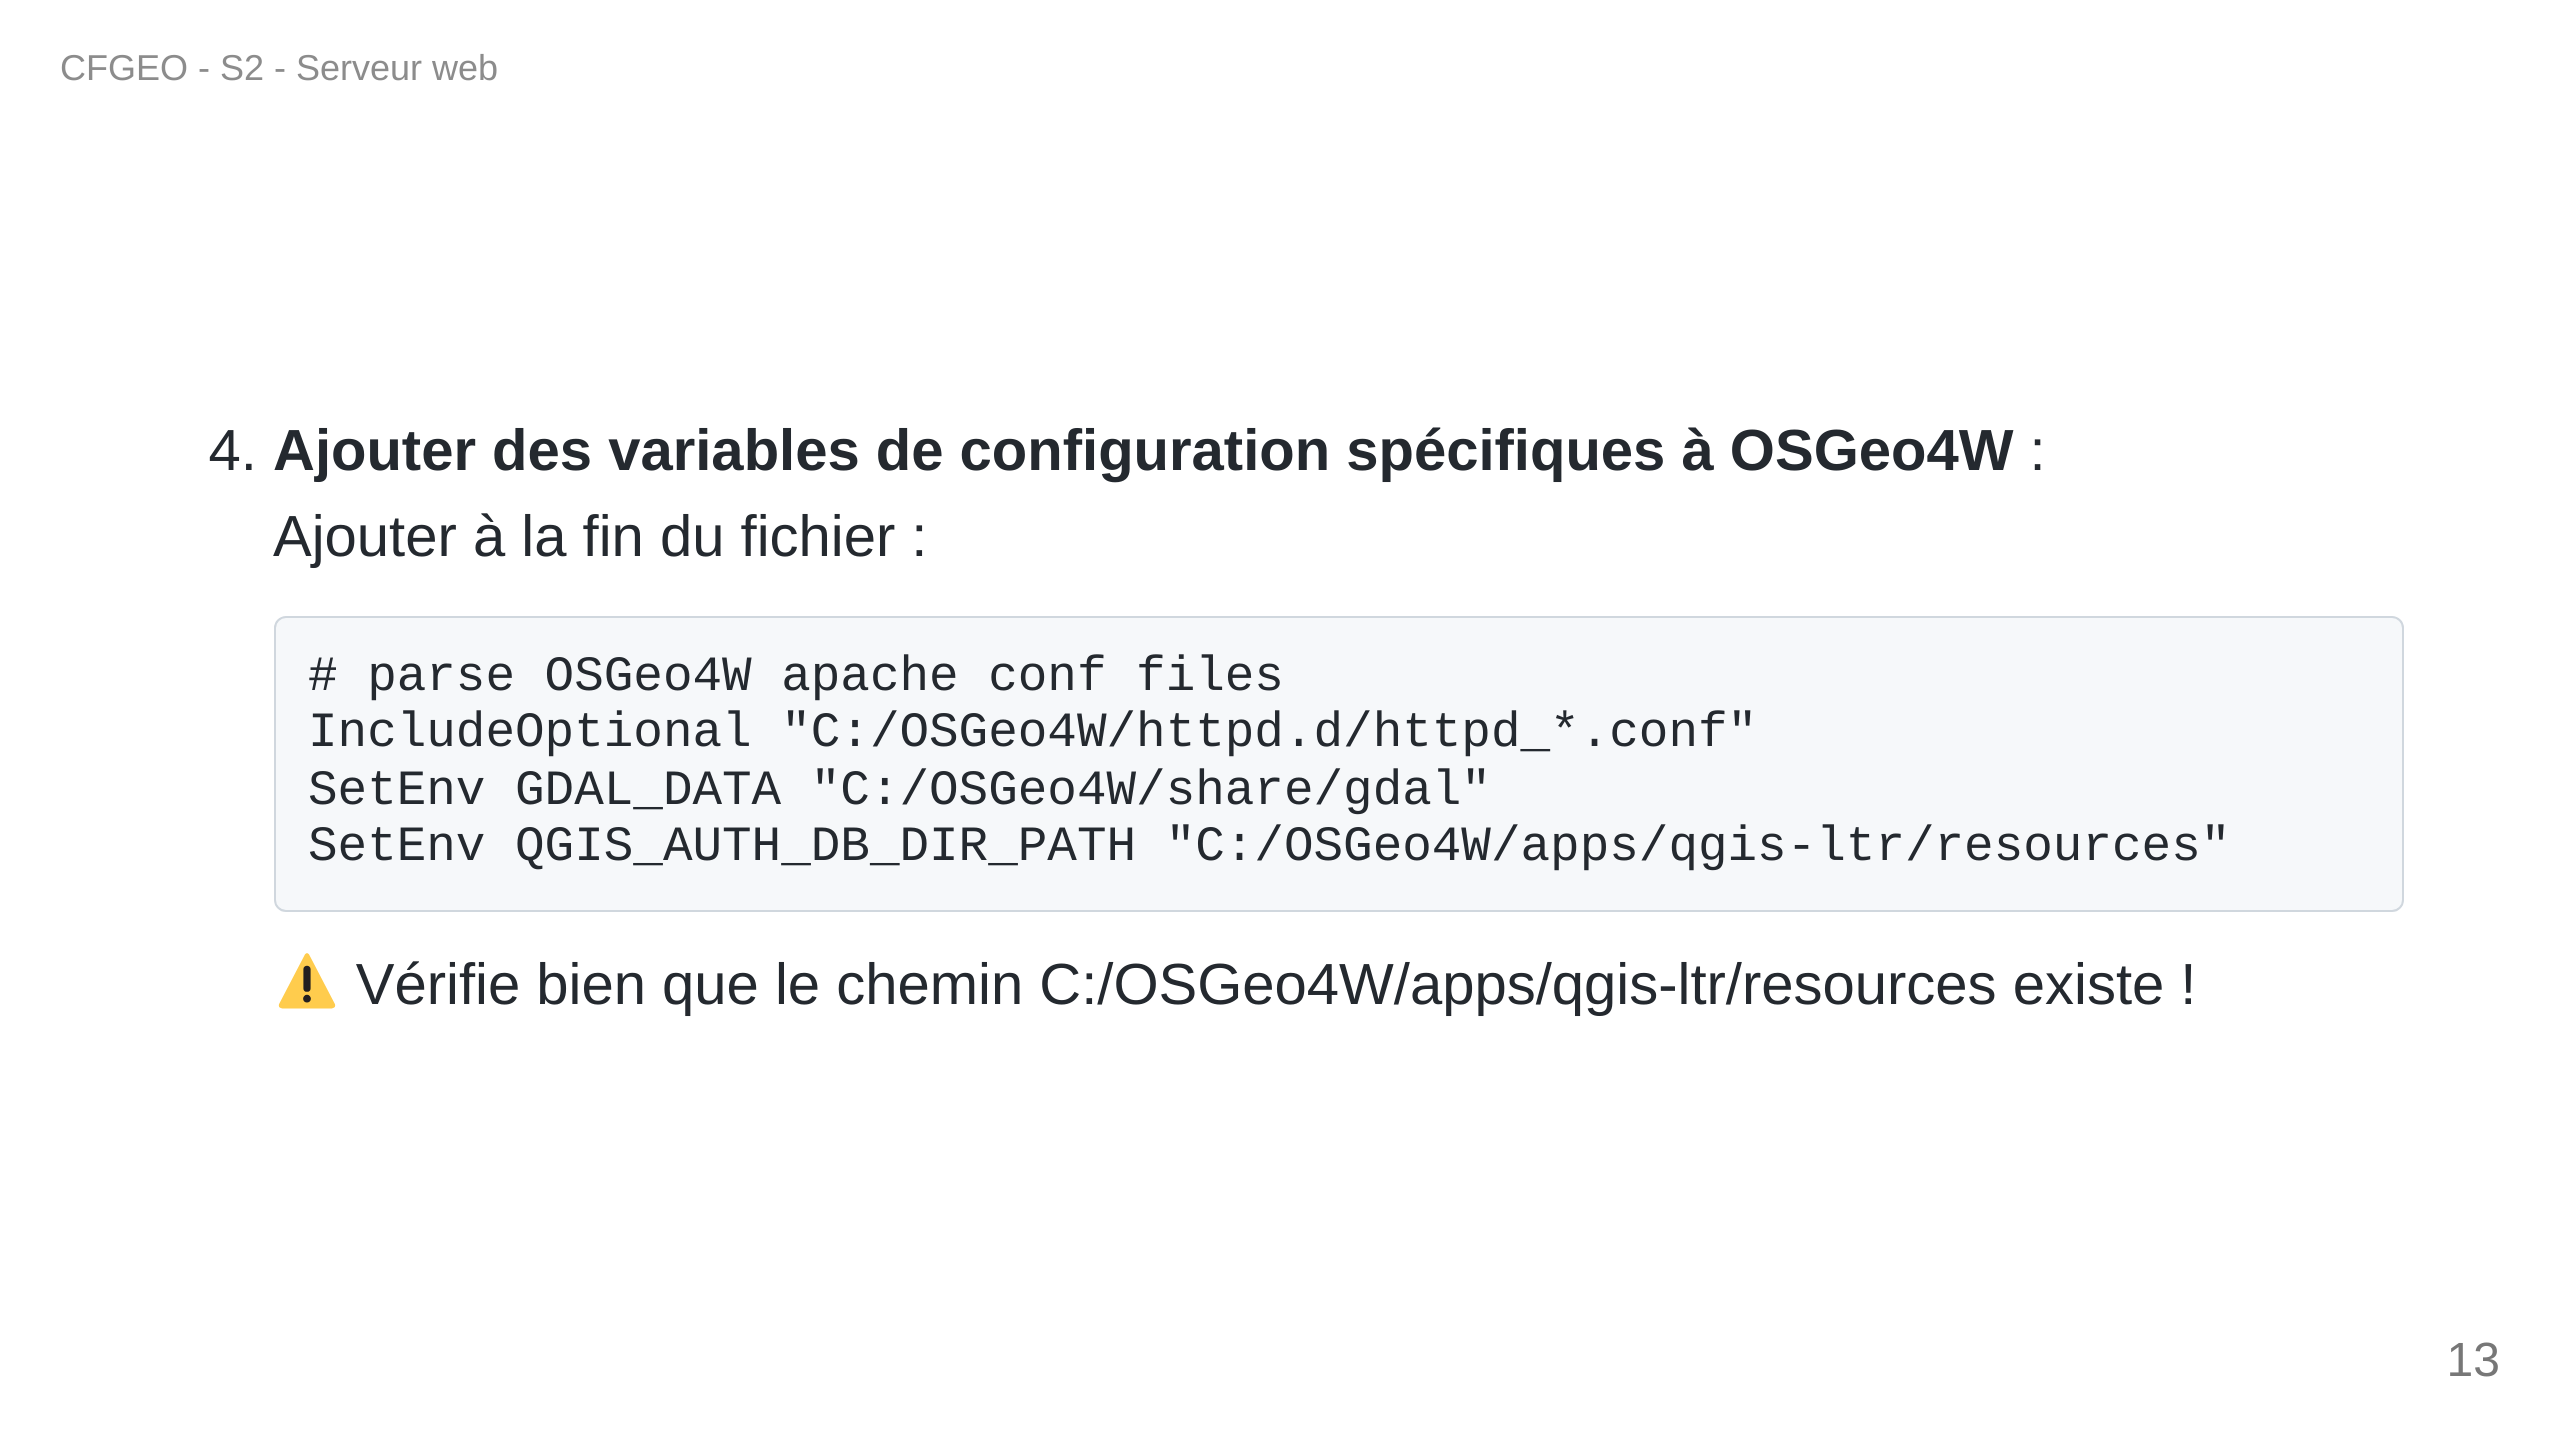 CFGEO - S2 - Serveur web
4. Ajouter des variables de configuration spécifiques à OSGeo4W :
Ajouter à la fin du fichier :
# parse OSGeo4W apache conf files
IncludeOptional "C:/OSGeo4W/httpd.d/httpd_*.conf"
SetEnv GDAL_DATA "C:/OSGeo4W/share/gdal"
SetEnv QGIS_AUTH_DB_DIR_PATH "C:/OSGeo4W/apps/qgis-ltr/resources"
⚠️ Vérifie bien que le chemin C:/OSGeo4W/apps/qgis-ltr/resources existe !
13